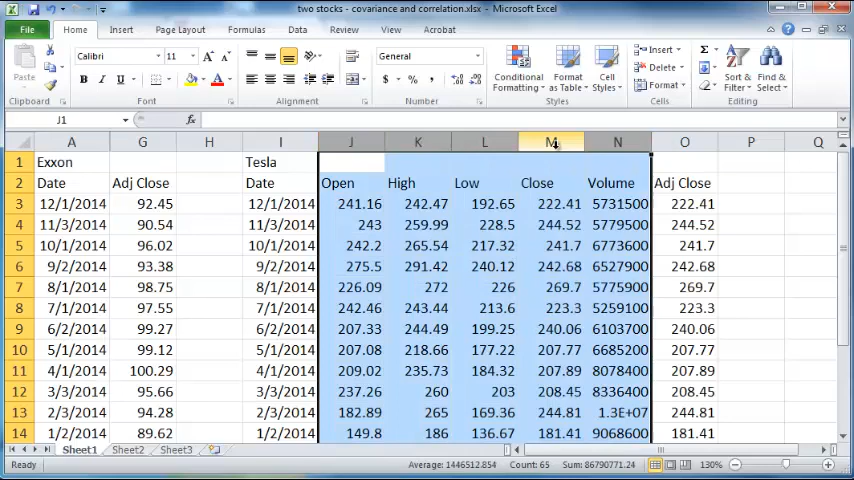 two stocks - covariance and correlation.xlsx - Microsoft Excel
File Home Insert Page Layout Formulas Data Review View Acrobat
Calibri 11 General Insert Σ
Paste B I U A $ % , Conditional Formatting Format as Table Cell Styles Delete Sort & Filter Find & Select
Format
Clipboard Font Alignment Number Styles Cells Editing
J1 fx
A G H I J K L M N O P Q
1 Exxon Tesla
2 Date Adj Close Date Open High Low Close Volume Adj Close
3 12/1/2014 92.45 12/1/2014 241.16 242.47 192.65 222.41 5731500 222.41
4 11/3/2014 90.54 11/3/2014 243 259.99 228.5 244.52 5779500 244.52
5 10/1/2014 96.02 10/1/2014 242.2 265.54 217.32 241.7 6773600 241.7
6 9/2/2014 93.38 9/2/2014 275.5 291.42 240.12 242.68 6527900 242.68
7 8/1/2014 98.75 8/1/2014 226.09 272 226 269.7 5775900 269.7
8 7/1/2014 97.55 7/1/2014 242.46 243.44 213.6 223.3 5259100 223.3
9 6/2/2014 99.27 6/2/2014 207.33 244.49 199.25 240.06 6103700 240.06
10 5/1/2014 99.12 5/1/2014 207.08 218.66 177.22 207.77 6685200 207.77
11 4/1/2014 100.29 4/1/2014 209.02 235.73 184.32 207.89 8078400 207.89
12 3/3/2014 95.66 3/3/2014 237.26 260 203 208.45 8336400 208.45
13 2/3/2014 94.28 2/3/2014 182.89 265 169.36 244.81 1.3E+07 244.81
14 1/2/2014 89.62 1/2/2014 149.8 186 136.67 181.41 9068600 181.41
Sheet1 Sheet2 Sheet3
Ready Average: 1446512.854 Count: 65 Sum: 86790771.24 130%